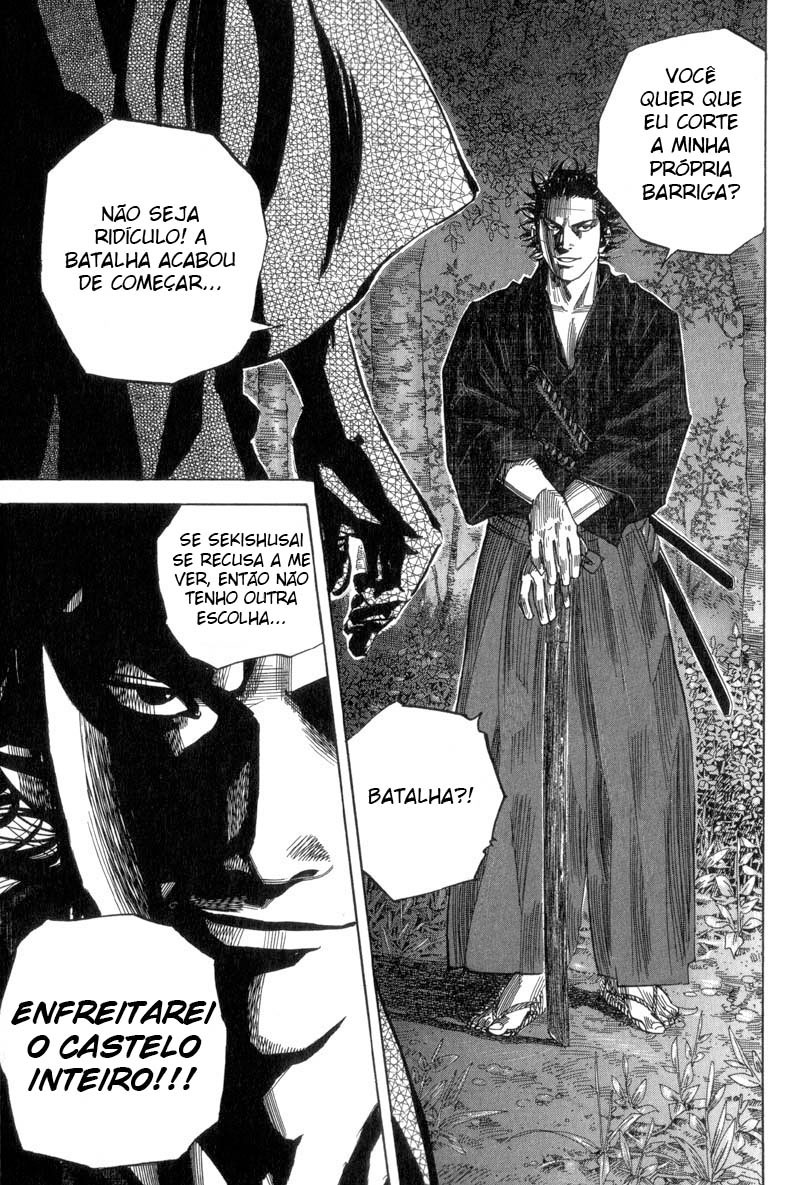 VOCÊ
QUER QUE
EU CORTE
A MINHA
PRÓPRIA
BARRIGA?
NÃO SEJA
RIDÍCULO! A
BATALHA ACABOU
DE COMEÇAR...
BATALHA?!
SE SEKISHUSAI
SE RECUSA A ME
VER, ENTÃO NÃO
TENHO OUTRA
ESCOLHA...
ENFREITAREI
O CASTELO
INTEIRO!!!